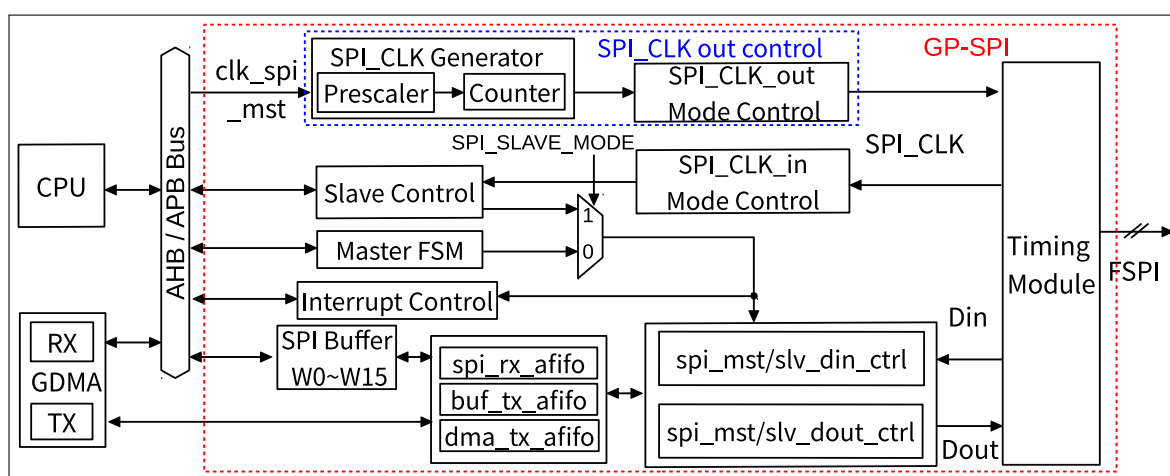 SPI_CLK Generator
SPI_CLK out control
GP-SPI
clk_spi
_mst
Prescaler
Counter
SPI_CLK_out
Mode Control
SPI_SLAVE_MODE
SPI_CLK
CPU
AHB / APB Bus
Slave Control
SPI_CLK_in
Mode Control
1
0
Master FSM
Timing
Module
FSPI
Interrupt Control
Din
RX
GDMA
TX
SPI Buffer
W0~W15
spi_rx_afifo
buf_tx_afifo
dma_tx_afifo
spi_mst/slv_din_ctrl
spi_mst/slv_dout_ctrl
Dout